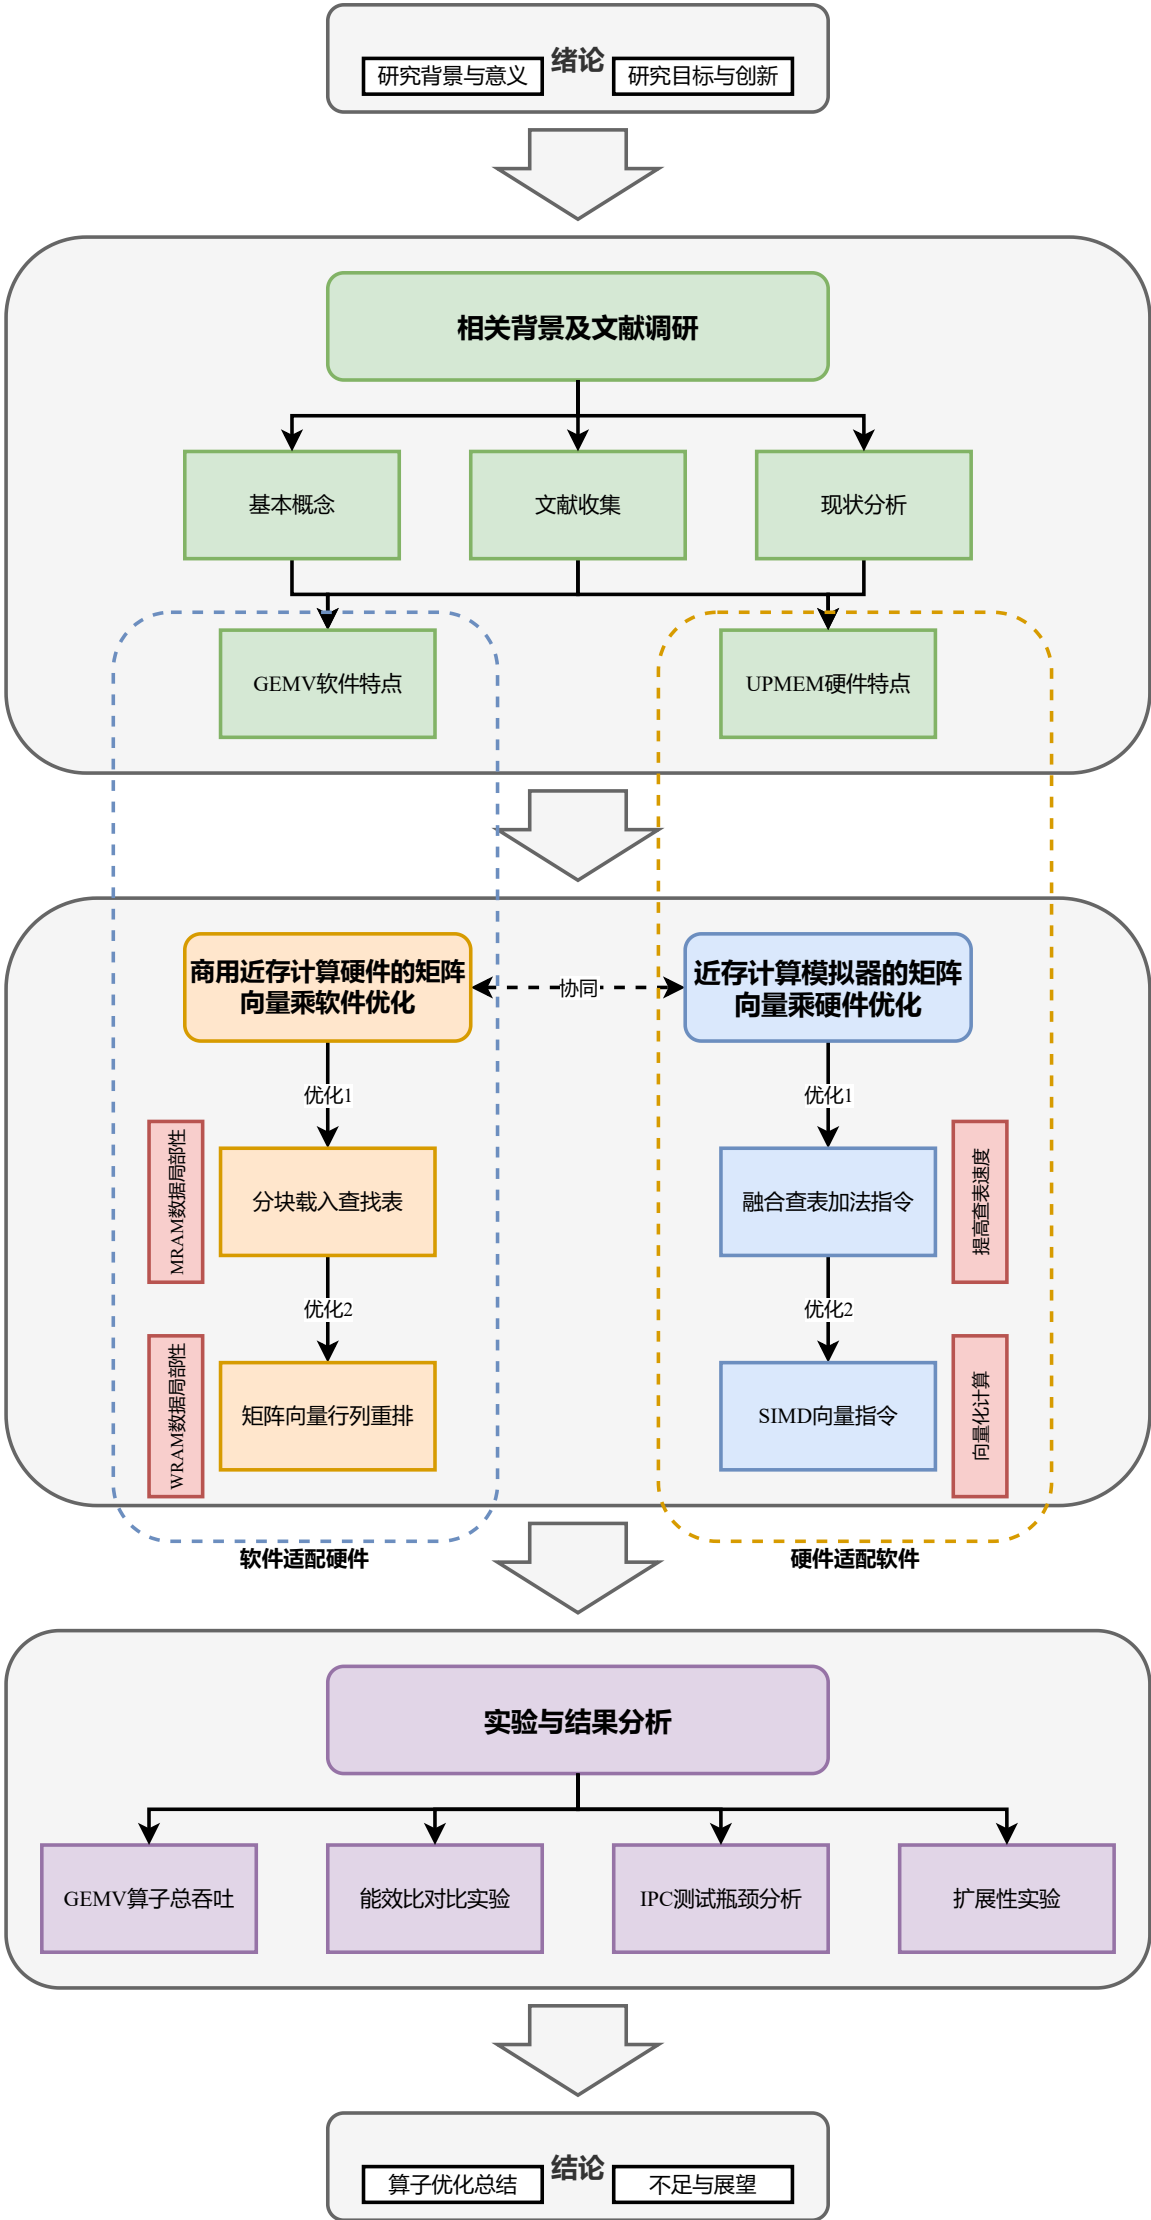 绪论
研究背景与意义
研究目标与创新
相关背景及文献调研
基本概念
文献收集
现状分析
GEMV软件特点
UPMEM硬件特点
商用近存计算硬件的矩阵
向量乘软件优化
协同
近存计算模拟器的矩阵
向量乘硬件优化
优化1
优化1
MRAM数据局部性
分块载入查找表
融合查表加法指令
提高查表速度
优化2
优化2
WRAM数据局部性
矩阵向量行列重排
SIMD向量指令
向量化计算
软件适配硬件
硬件适配软件
实验与结果分析
GEMV算子总吞吐
能效比对比实验
IPC测试瓶颈分析
扩展性实验
结论
算子优化总结
不足与展望